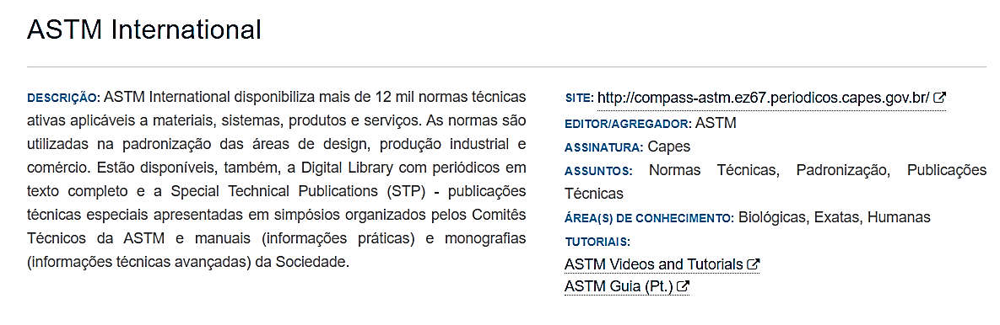 ASTM International
DESCRIÇÃO: ASTM International disponibiliza mais de 12 mil normas técnicas
ativas aplicáveis a materiais, sistemas, produtos e serviços. As normas são
utilizadas na padronização das áreas de design, produção industrial e
comércio. Estão disponíveis, também, a Digital Library com periódicos em
texto completo e a Special Technical Publications (STP) - publicações
técnicas especiais apresentadas em simpósios organizados pelos Comitês
Técnicos da ASTM e manuais (informações práticas) e monografias
(informações técnicas avançadas) da Sociedade.
SITE: http://compass-astm.ez67.periodicos.capes.gov.br/
EDITOR/AGREGADOR: ASTM
ASSINATURA: Capes
ASSUNTOS: Normas Técnicas, Padronização, Publicações
Técnicas
ÁREA(S) DE CONHECIMENTO: Biológicas, Exatas, Humanas
TUTORIAIS:
ASTM Videos and Tutorials
ASTM Guia (Pt.)